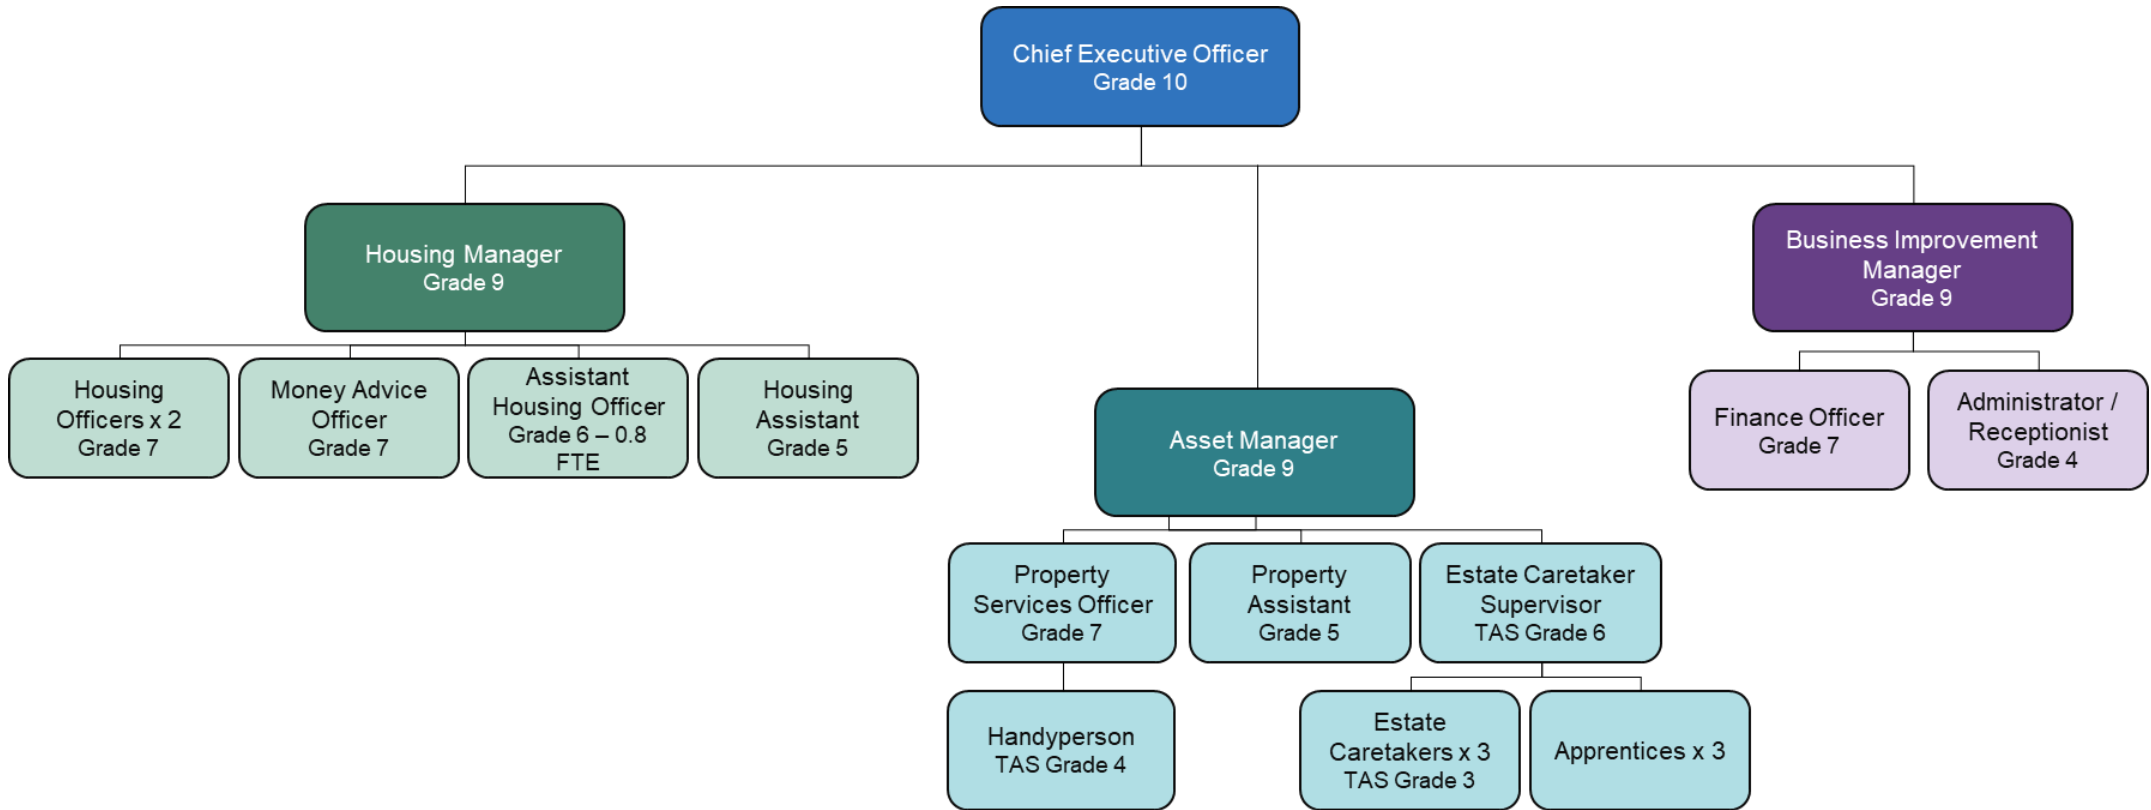 Chief Executive Officer
Grade 10
Housing Manager
Grade 9
Business Improvement
Manager
Grade 9
Housing
Officers x 2
Grade 7
Money Advice
Officer
Grade 7
Assistant
Housing Officer
Grade 6 – 0.8
FTE
Housing
Assistant
Grade 5
Asset Manager
Grade 9
Finance Officer
Grade 7
Administrator /
Receptionist
Grade 4
Property
Services Officer
Grade 7
Property
Assistant
Grade 5
Estate Caretaker
Supervisor
TAS Grade 6
Handyperson
TAS Grade 4
Estate
Caretakers x 3
TAS Grade 3
Apprentices x 3